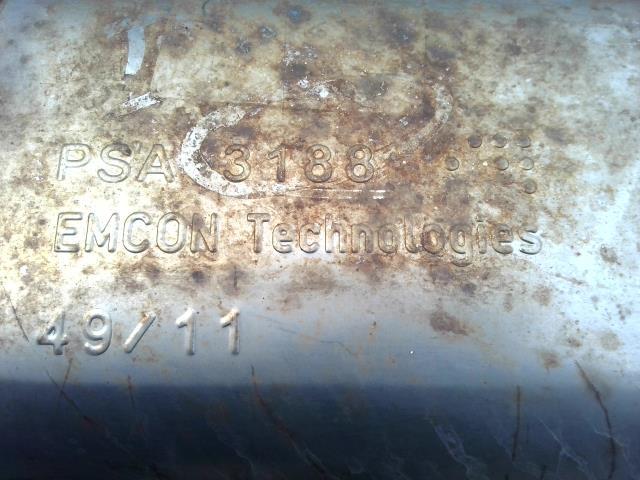 PSA 3188
EMCON Technologies
49/11